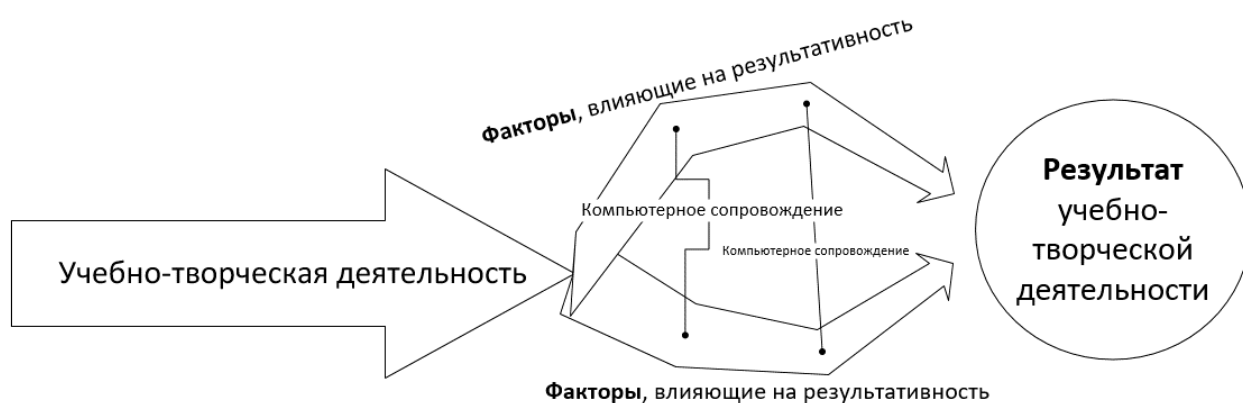 Факторы, влияющие на результативность
Учебно-творческая деятельность
Компьютерное сопровождение
Компьютерное сопровождение
Результат
учебно-
творческой
деятельности
Факторы, влияющие на результативность